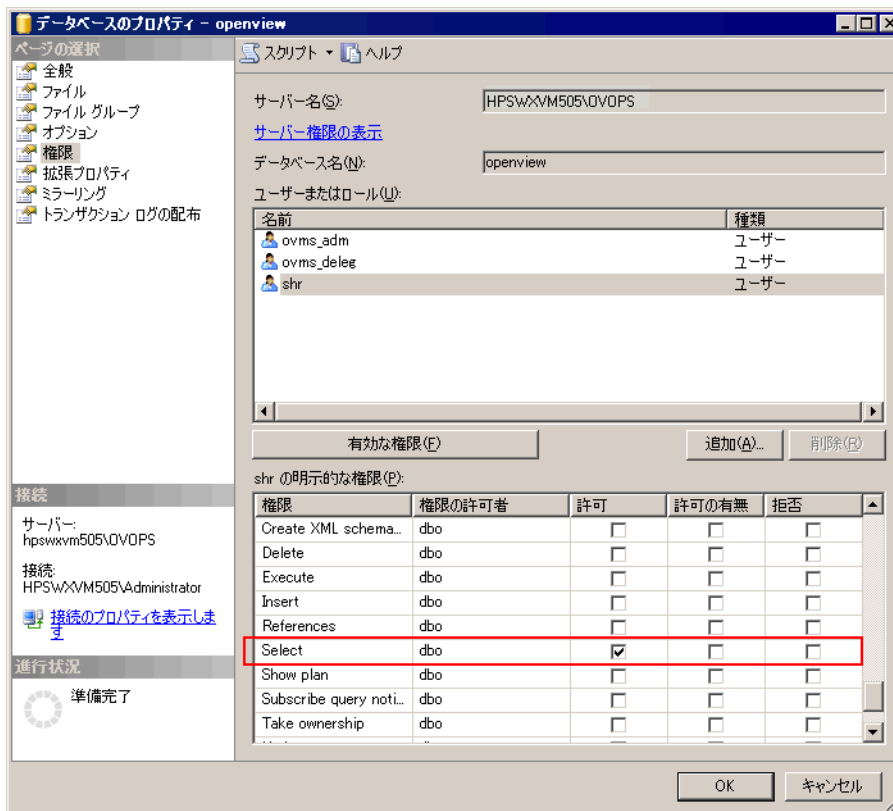 データベースのプロパティ - openview
ページの選択
全般
ファイル
ファイル グループ
オプション
権限
拡張プロパティ
ミラーリング
トランザクション ログの配布
スクリプト ヘルプ
サーバー名(S): HPSWXVM505\OVOPS
サーバー権限の表示
データベース名(N): openview
ユーザーまたはロール(U):
名前 種類
ovms_adm ユーザー
ovms_deleg ユーザー
shr ユーザー
有効な権限(F) 追加(A)... 削除(R)
shr の明示的な権限(P):
権限 権限の許可者 許可 許可の有無 拒否
Create XML schema... dbo
Delete dbo
Execute dbo
Insert dbo
References dbo
Select dbo
Show plan dbo
Subscribe query noti... dbo
Take ownership dbo
接続
サーバー:
hpswxvm505\OVOPS
接続:
HPSWXVM505\Administrator
接続のプロパティを表示しま
す
進行状況
準備完了
OK キャンセル